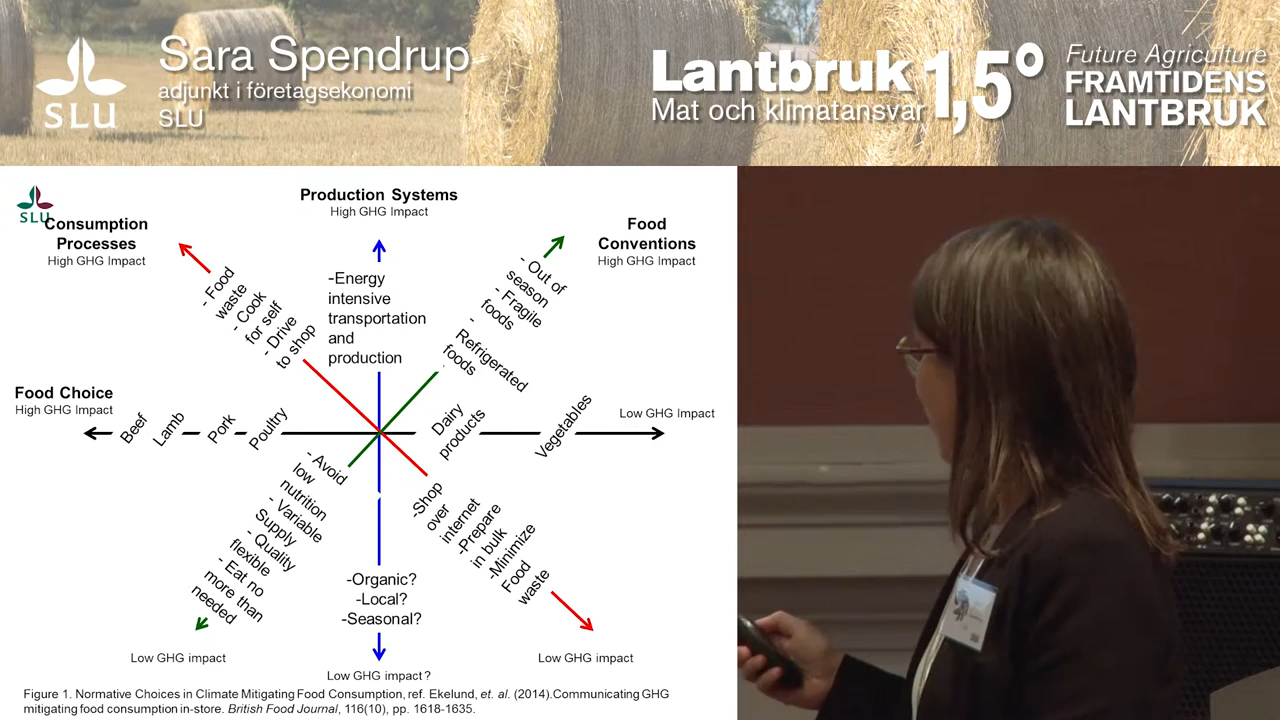 SLU
Sara Spendrup
adjunkt i företagsekonomi
SLU
Lantbruk 1,5°
Mat och klimatansvar
Future Agriculture
FRAMTIDENS
LANTBRUK
SLU
Consumption
Processes
High GHG Impact
Production Systems
High GHG Impact
Food
Conventions
High GHG Impact
- Food
waste
- Cook
for self
- Drive
to shop
-Energy
intensive
transportation
and
production
- Out of
season
- Fragile
foods
-
Refrigerated
foods
Food Choice
High GHG Impact
Beef
Lamb
Pork
Poultry
Dairy
products
Vegetables
Low GHG Impact
- Avoid
low
nutrition
- Variable
Supply
- Quality
flexible
- Eat no
more than
needed
Low GHG impact
-Organic?
-Local?
-Seasonal?
Low GHG impact ?
-Shop
over
internet
-Prepare
in bulk
-Minimize
Food
waste
Low GHG impact
Figure 1. Normative Choices in Climate Mitigating Food Consumption, ref. Ekelund, et. al. (2014).Communicating GHG
mitigating food consumption in-store. British Food Journal, 116(10), pp. 1618-1635.